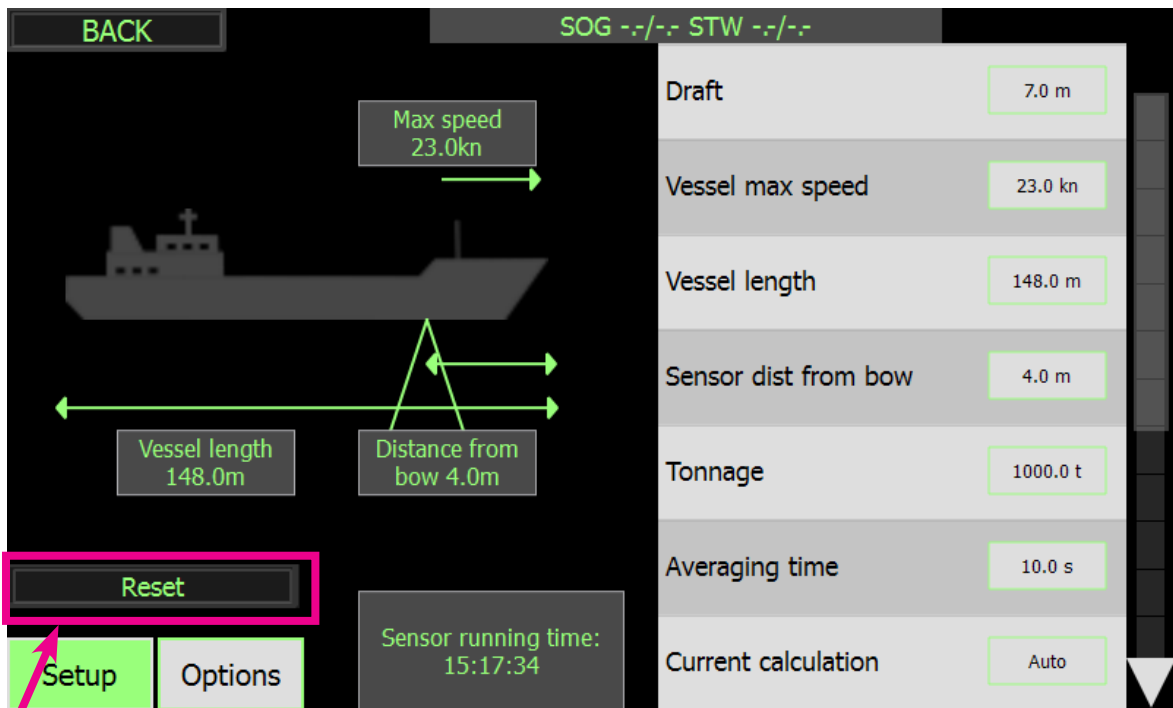 BACK
SOG -.-/-.- STW -.-/-.-
Max speed
23.0kn
Vessel length
148.0m
Distance from
bow 4.0m
Reset
Setup
Options
Sensor running time:
15:17:34
Draft
7.0 m
Vessel max speed
23.0 kn
Vessel length
148.0 m
Sensor dist from bow
4.0 m
Tonnage
1000.0 t
Averaging time
10.0 s
Current calculation
Auto